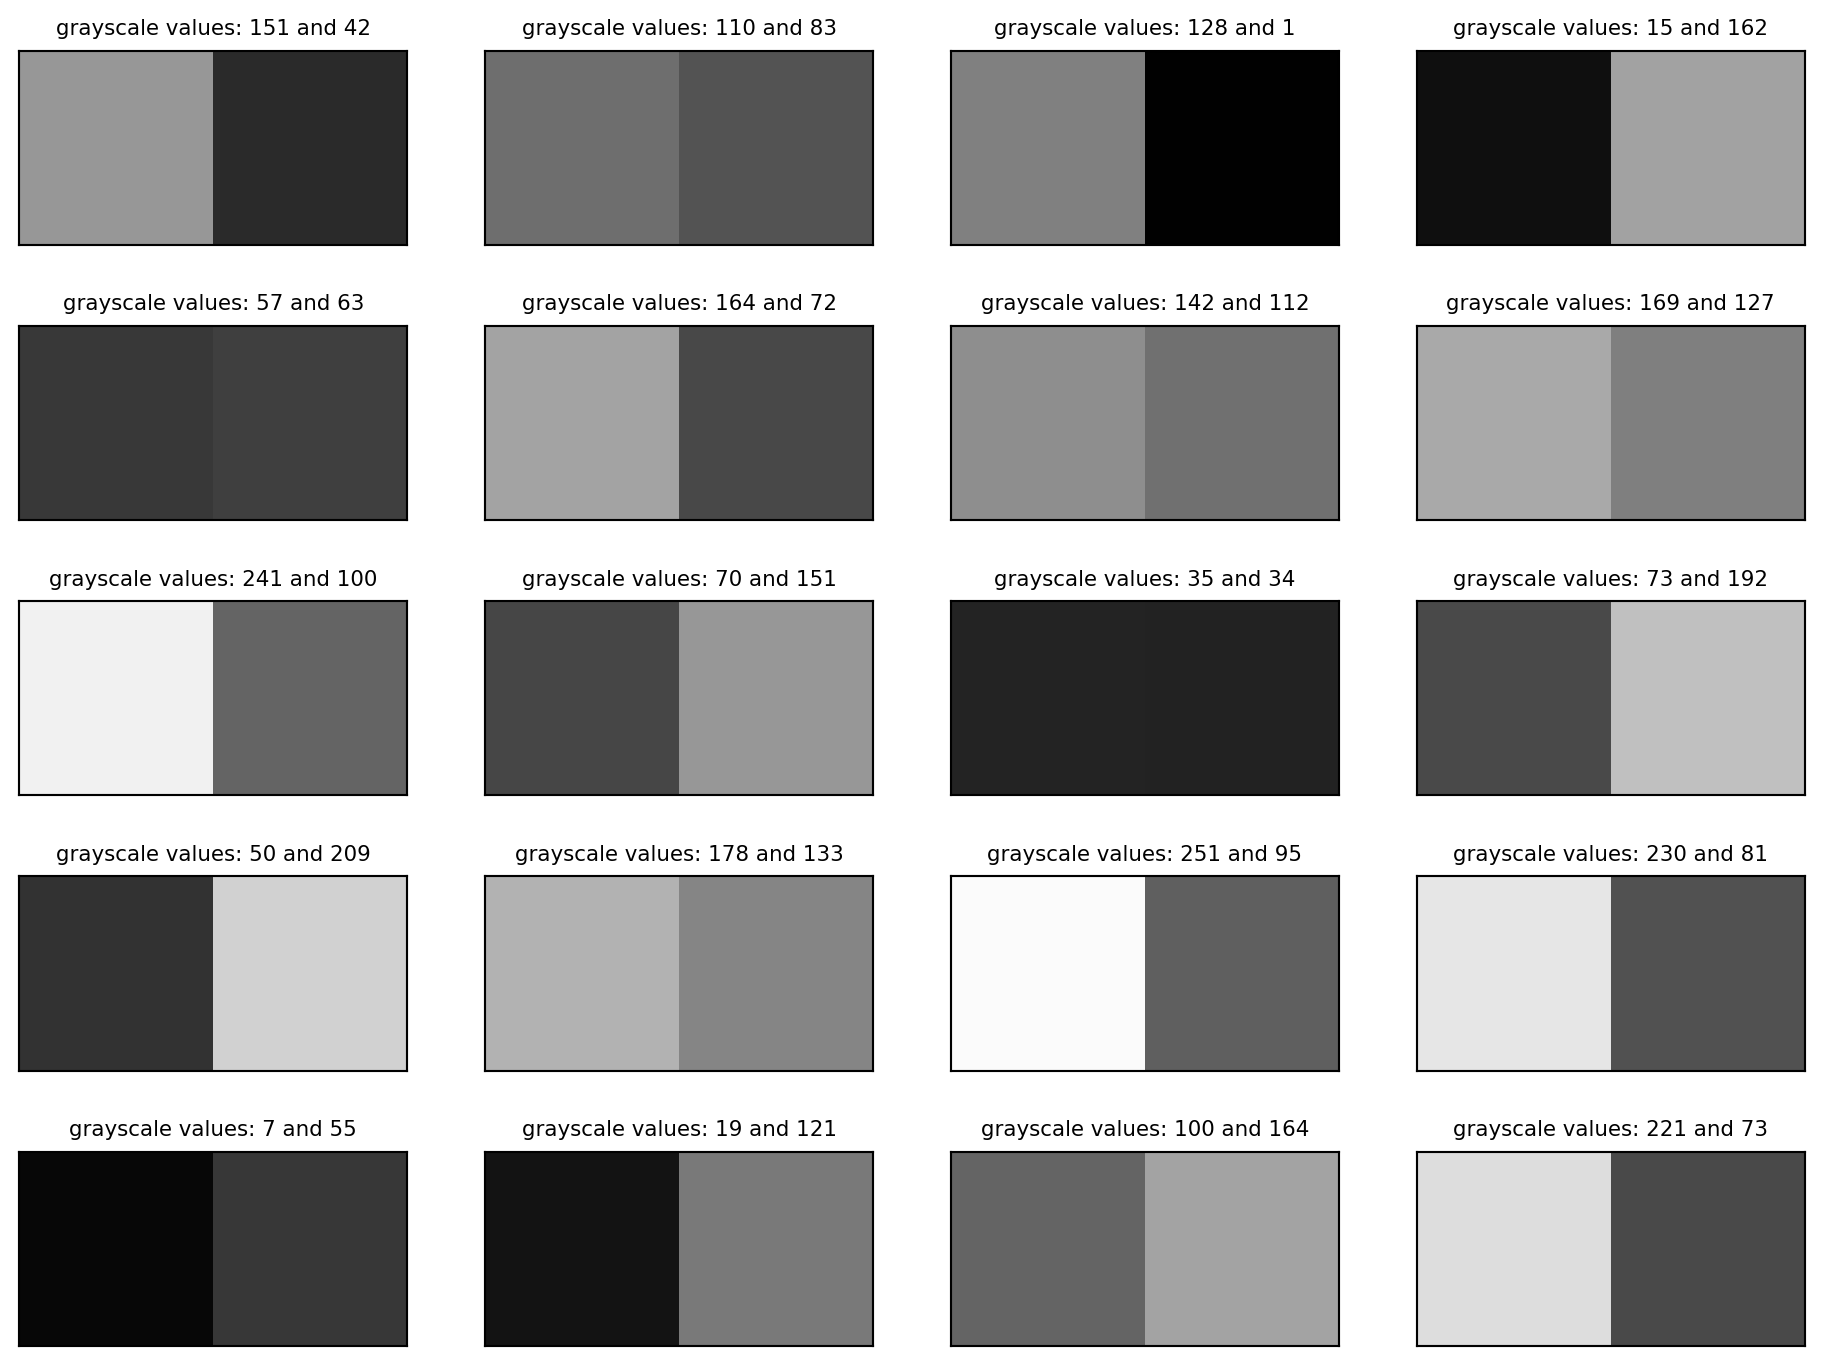 grayscale values: 151 and 42
grayscale values: 110 and 83
grayscale values: 128 and 1
grayscale values: 15 and 162
grayscale values: 57 and 63
grayscale values: 164 and 72
grayscale values: 142 and 112
grayscale values: 169 and 127
grayscale values: 241 and 100
grayscale values: 70 and 151
grayscale values: 35 and 34
grayscale values: 73 and 192
grayscale values: 50 and 209
grayscale values: 178 and 133
grayscale values: 251 and 95
grayscale values: 230 and 81
grayscale values: 7 and 55
grayscale values: 19 and 121
grayscale values: 100 and 164
grayscale values: 221 and 73